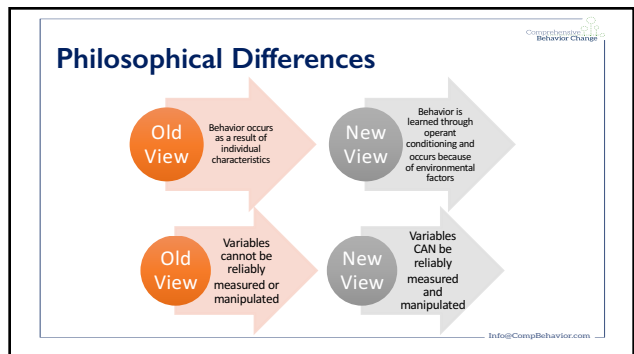 Comprehensive
Behavior Change
Philosophical Differences
Old
View
Behavior occurs
as a result of
individual
characteristics
New
View
Behavior is
learned through
operant
conditioning and
occurs because
of environmental
factors
Old
View
Variables
cannot be
reliably
measured or
manipulated
New
View
Variables
CAN be
reliably
measured
and
manipulated
Info@CompBehavior.com